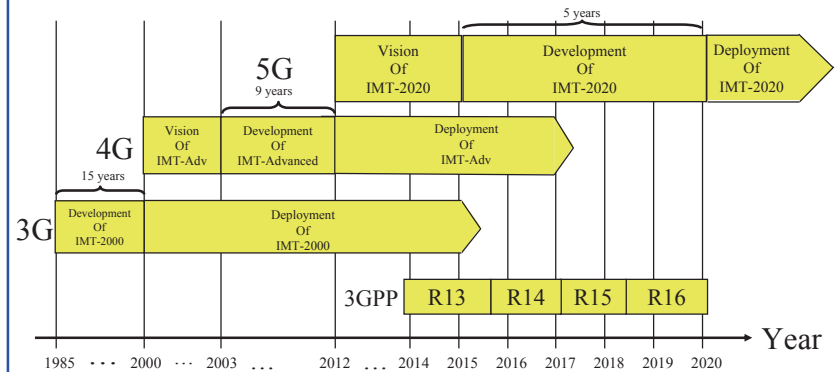 5 years
Vision
Of
IMT-2020
Development
Of
IMT-2020
Deployment
Of
IMT-2020
5G
9 years
4G
Vision
Of
IMT-Adv
Development
Of
IMT-Advanced
Deployment
Of
IMT-Adv
15 years
3G
Development
Of
IMT-2000
Deployment
Of
IMT-2000
3GPP R13 R14 R15 R16
Year
1985 ... 2000 ... 2003 ... 2012 ... 2014 2015 2016 2017 2018 2019 2020